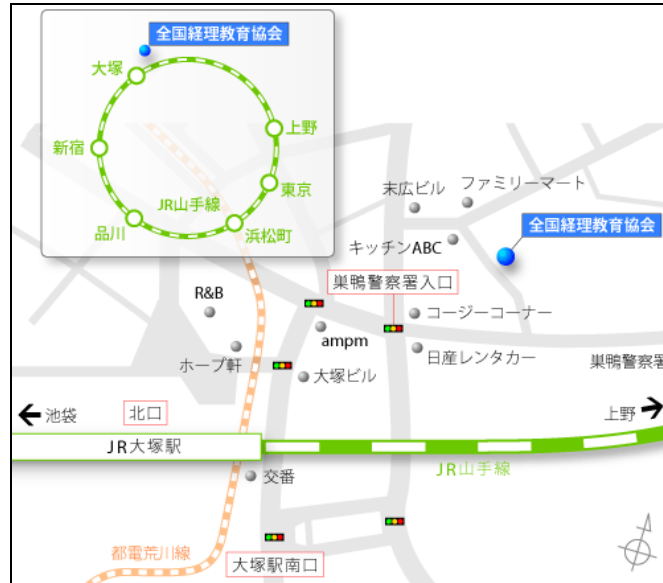 全国経理教育協会
大塚
上野
新宿
東京
JR山手線
品川
浜松町
末広ビル
ファミリーマート
全国経理教育協会
キッチンABC
巣鴨警察署入口
R&B
コージーコーナー
ampm
ホープ軒
日産レンタカー
大塚ビル
巣鴨警察署
池袋
北口
上野
JR大塚駅
JR山手線
交番
都電荒川線
大塚駅南口